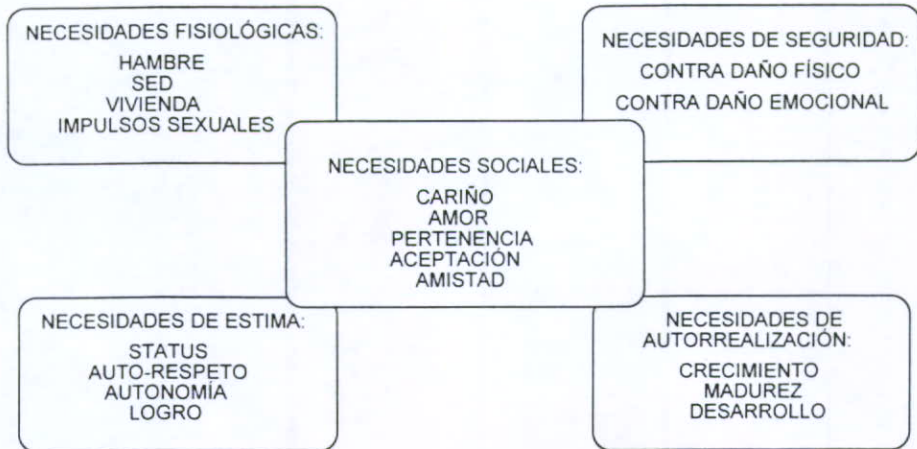 NECESIDADES FISIOLÓGICAS:
HAMBRE
SED
VIVIENDA
IMPULSOS SEXUALES
NECESIDADES DE SEGURIDAD:
CONTRA DAÑO FÍSICO
CONTRA DAÑO EMOCIONAL
NECESIDADES SOCIALES:
CARIÑO
AMOR
PERTENENCIA
ACEPTACIÓN
AMISTAD
NECESIDADES DE ESTIMA:
STATUS
AUTO-RESPETO
AUTONOMÍA
LOGRO
NECESIDADES DE
AUTORREALIZACIÓN:
CRECIMIENTO
MADUREZ
DESARROLLO